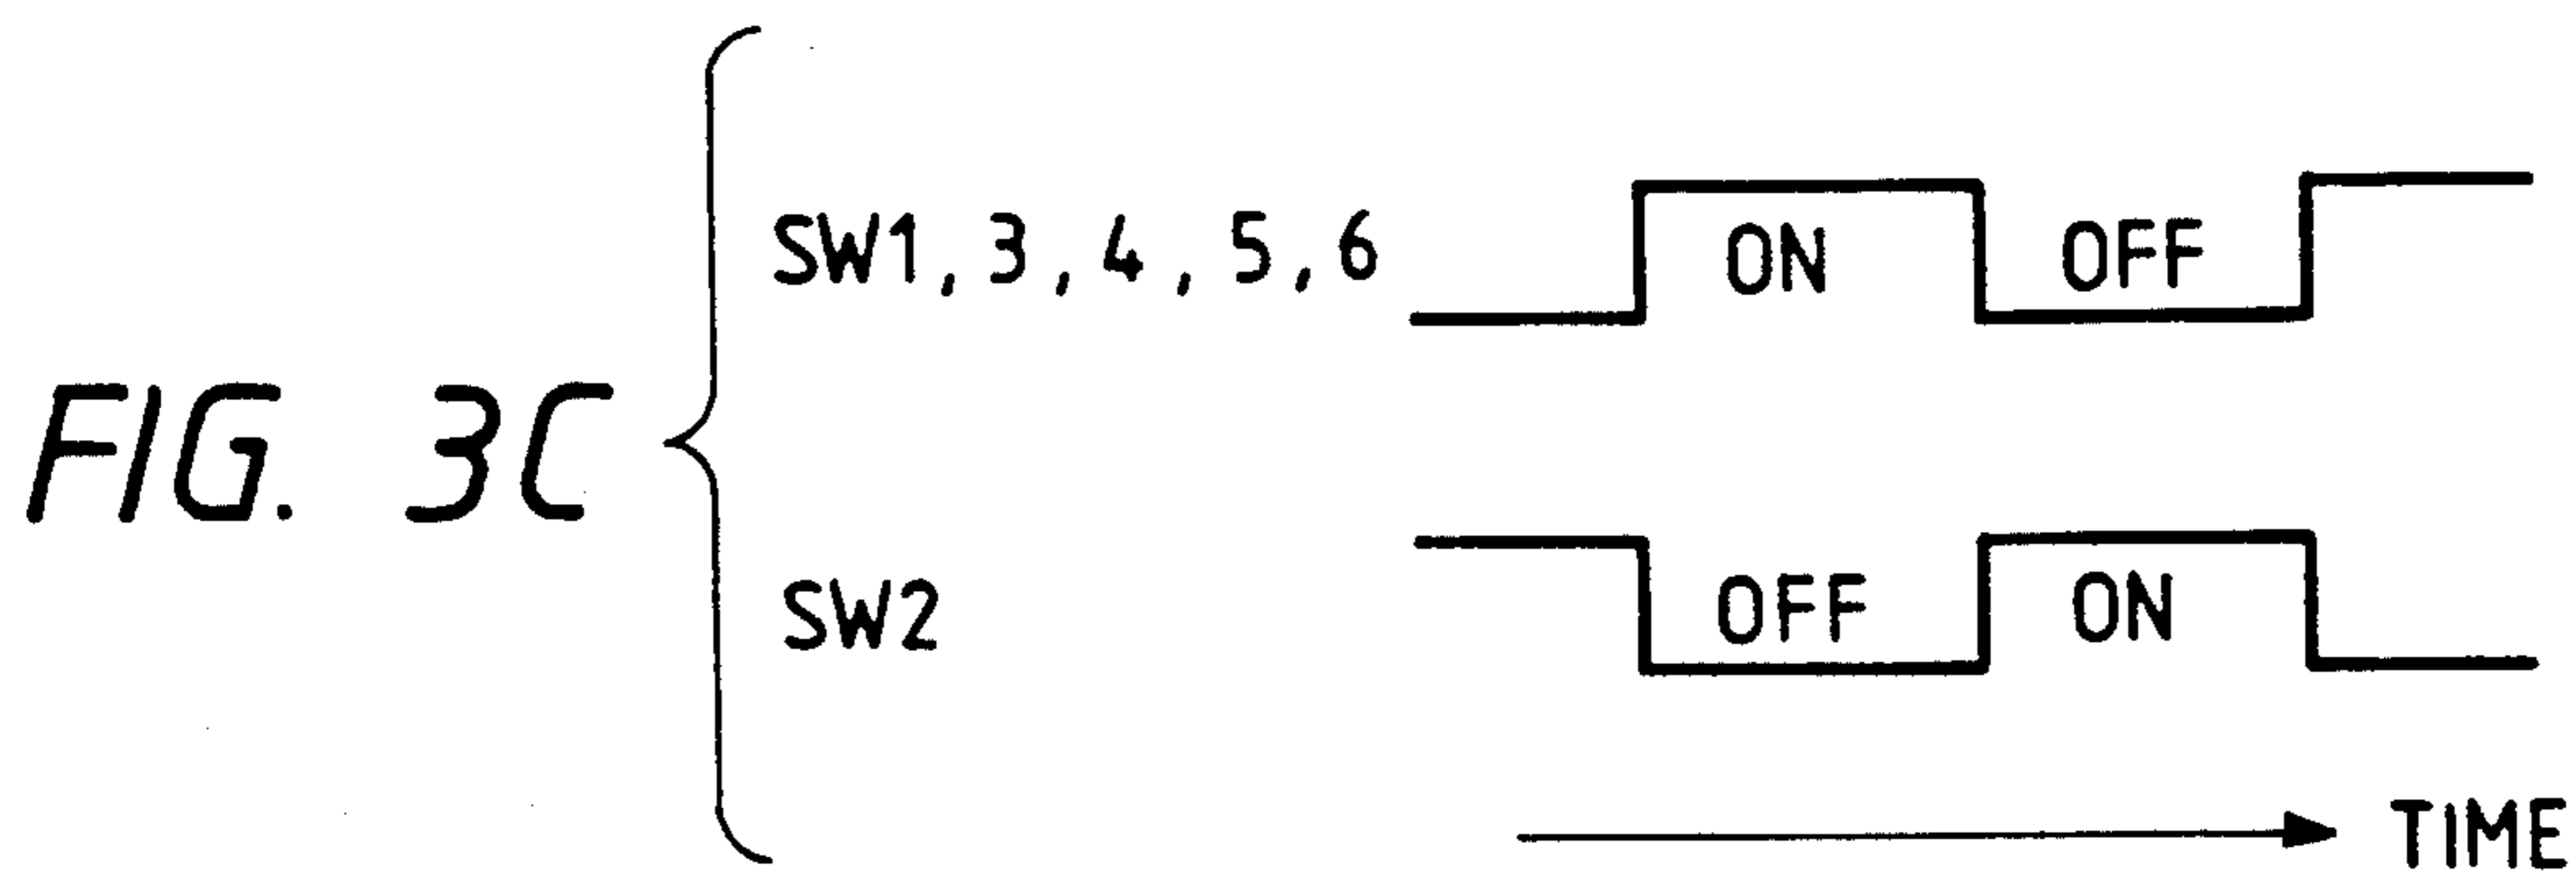 FIG. 3C
SW1, 3, 4, 5, 6
ON
OFF
SW2
OFF
ON
TIME